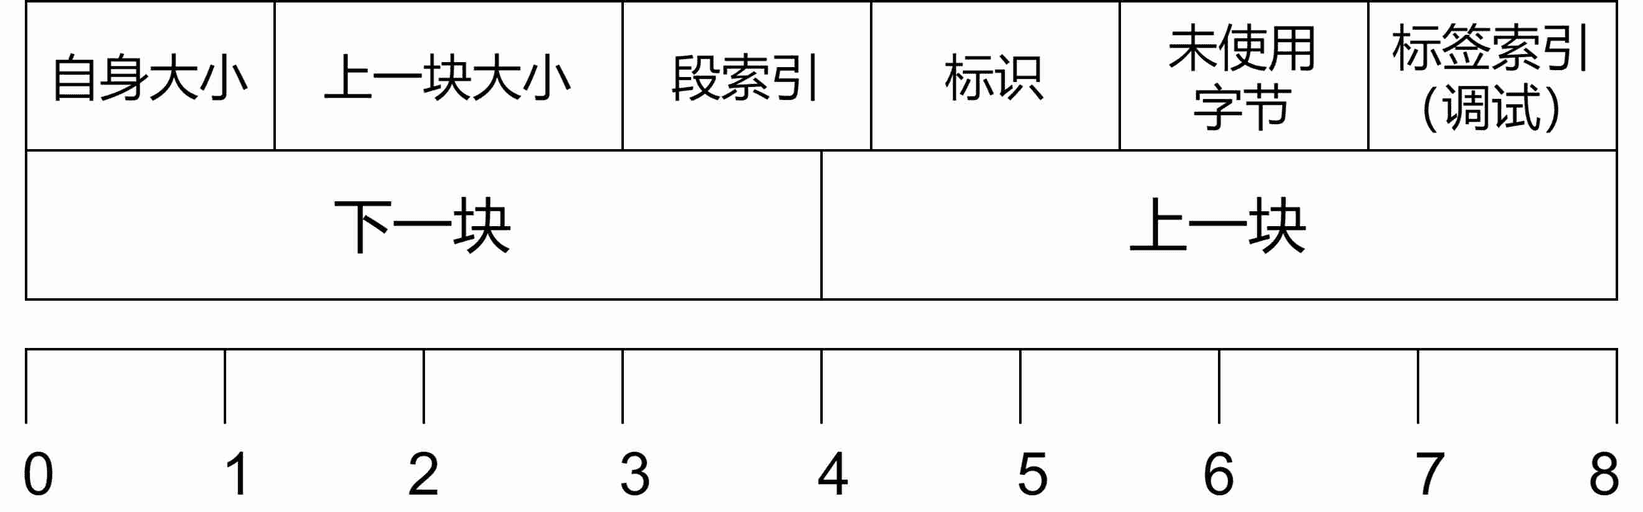 自身大小
上一块大小
段索引
标识
未使用
字节
标签索引
（调试）
下一块
上一块
0 1 2 3 4 5 6 7 8